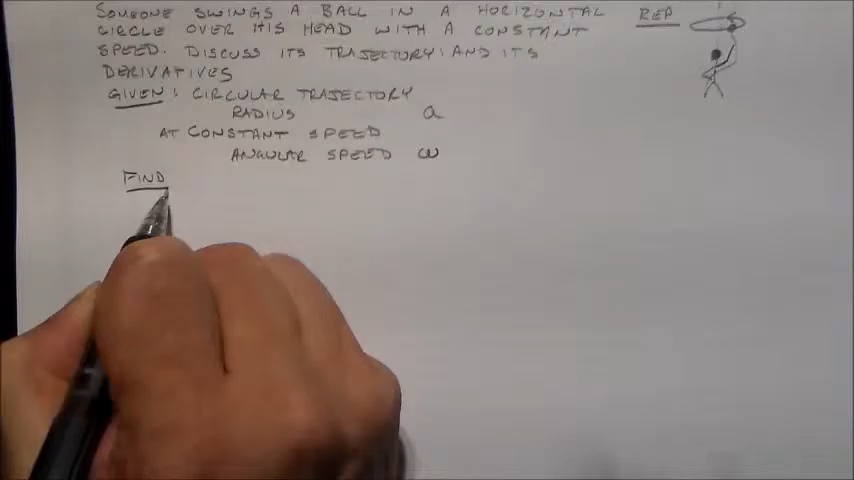 SOMEONE SWINGS A BALL IN A HORIZONTAL REP
CIRCLE OVER HIS HEAD WITH A CONSTANT
SPEED. DISCUSS ITS TRAJECTORY AND ITS
DERIVATIVES
GIVEN: CIRCULAR TRAJECTORY
RADIUS a
AT CONSTANT SPEED
ANGULAR SPEED ω
FIND